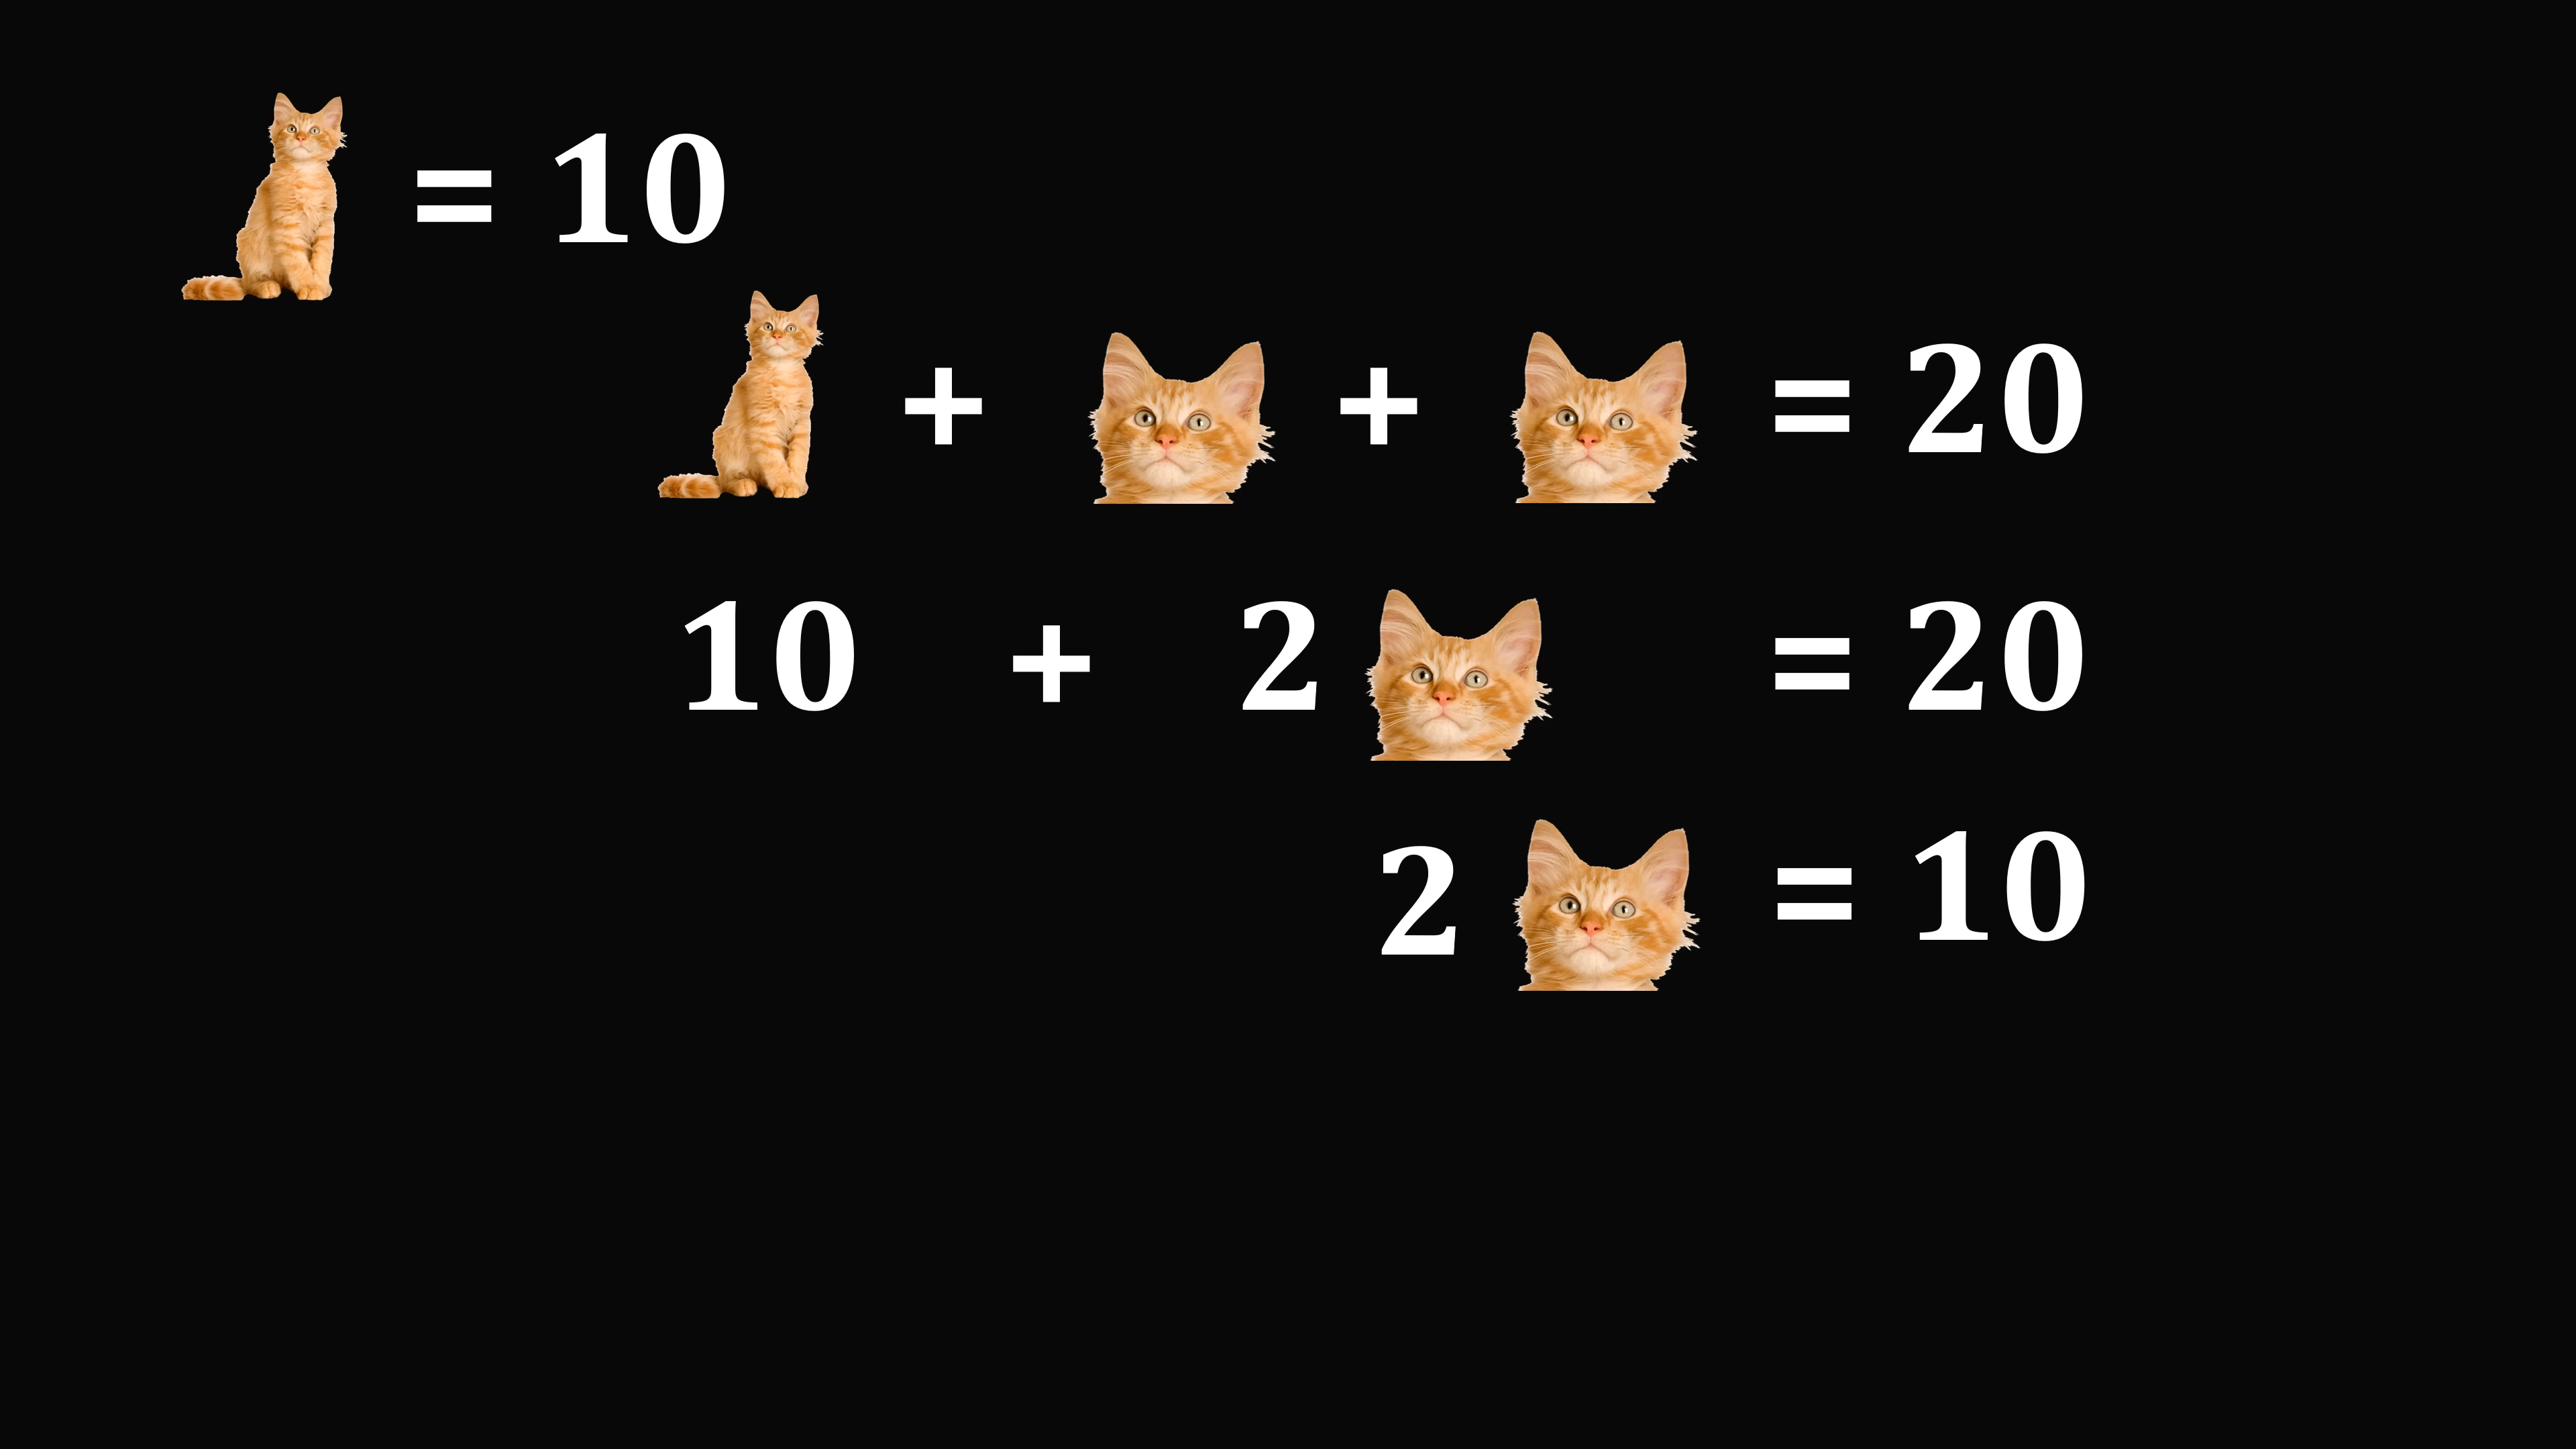 = 10
+ + = 20
10 + 2 = 20
2 = 10